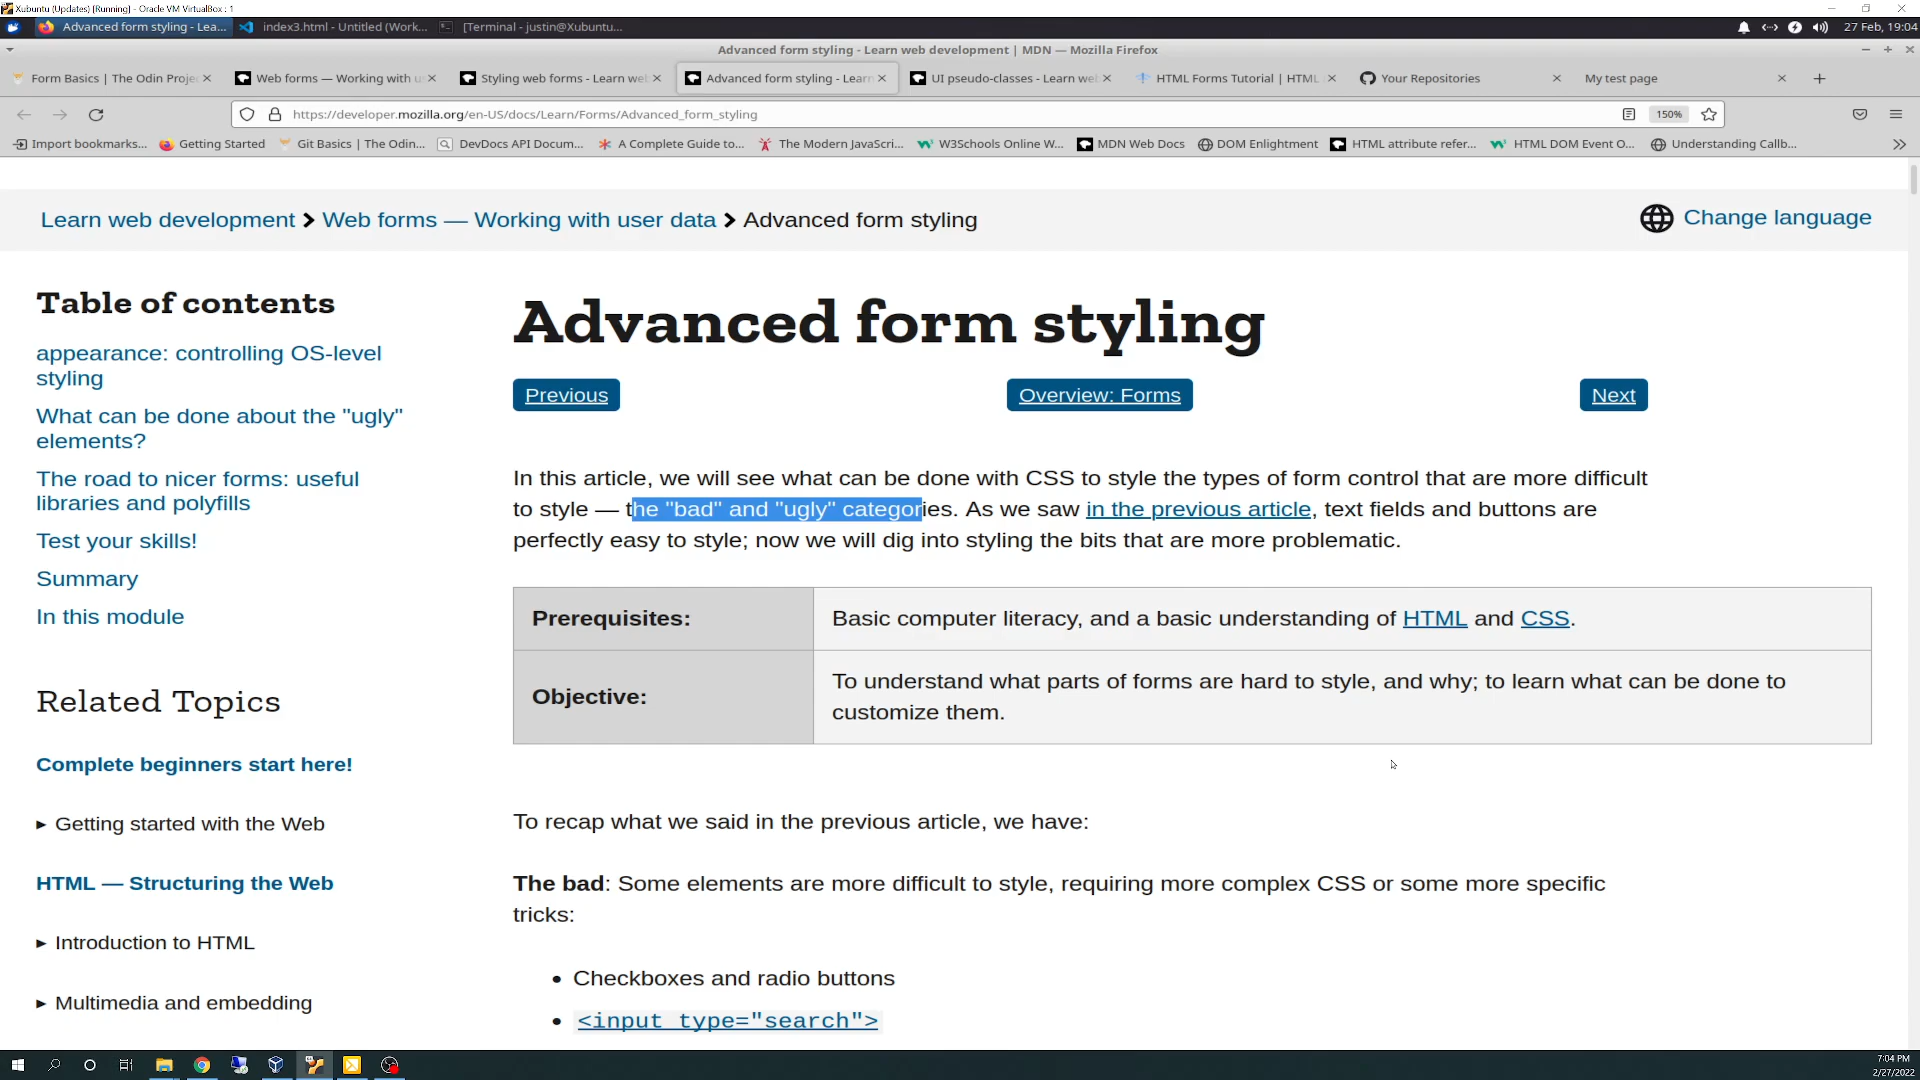 Xubuntu (Updates) [Running] - Oracle VM VirtualBox : 1
Advanced form styling - Lea...
index3.html - Untitled (Work...
[Terminal - justin@Xubuntu...
27 Feb, 19:04
Advanced form styling - Learn web development | MDN — Mozilla Firefox
Form Basics | The Odin Proje
Web forms — Working with u
Styling web forms - Learn we
Advanced form styling - Learn
UI pseudo-classes - Learn we
HTML Forms Tutorial | HTML
Your Repositories
My test page
https://developer.mozilla.org/en-US/docs/Learn/Forms/Advanced_form_styling
150%
Import bookmarks...
Getting Started
Git Basics | The Odin...
DevDocs API Docum...
A Complete Guide to...
The Modern JavaScri...
W3Schools Online W...
MDN Web Docs
DOM Enlightment
HTML attribute refer...
HTML DOM Event O...
Understanding Callb...
Learn web development > Web forms — Working with user data > Advanced form styling
Change language
Table of contents
appearance: controlling OS-level
styling
What can be done about the "ugly"
elements?
The road to nicer forms: useful
libraries and polyfills
Test your skills!
Summary
In this module
Related Topics
Complete beginners start here!
Getting started with the Web
HTML — Structuring the Web
Introduction to HTML
Multimedia and embedding
Advanced form styling
Previous
Overview: Forms
Next
In this article, we will see what can be done with CSS to style the types of form control that are more difficult
to style — the "bad" and "ugly" categories. As we saw in the previous article, text fields and buttons are
perfectly easy to style; now we will dig into styling the bits that are more problematic.
Prerequisites:
Basic computer literacy, and a basic understanding of HTML and CSS.
Objective:
To understand what parts of forms are hard to style, and why; to learn what can be done to
customize them.
To recap what we said in the previous article, we have:
The bad: Some elements are more difficult to style, requiring more complex CSS or some more specific
tricks:
• Checkboxes and radio buttons
• <input type="search">
7:04 PM
2/27/2022